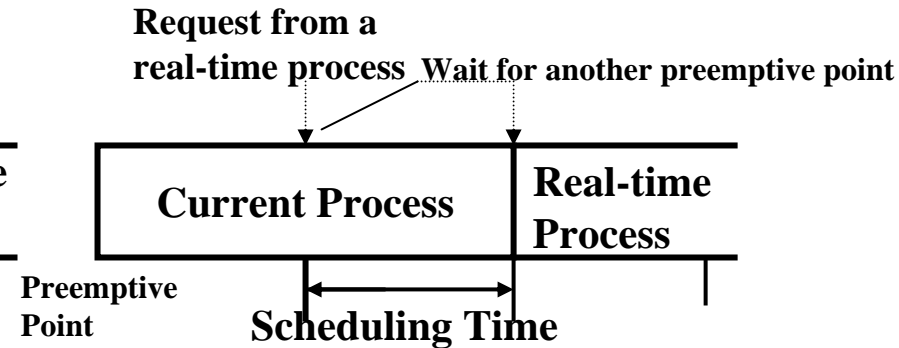 Request from a
real-time process
Wait for another preemptive point
e
Current Process
Real-time
Process
Preemptive
Point
Scheduling Time